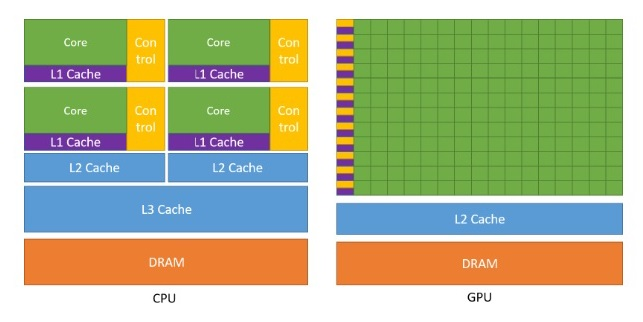 Core
Con
trol
L1 Cache
Core
Con
trol
L1 Cache
Core
Con
trol
L1 Cache
Core
Con
trol
L1 Cache
L2 Cache
L2 Cache
L3 Cache
DRAM
CPU
L2 Cache
DRAM
GPU